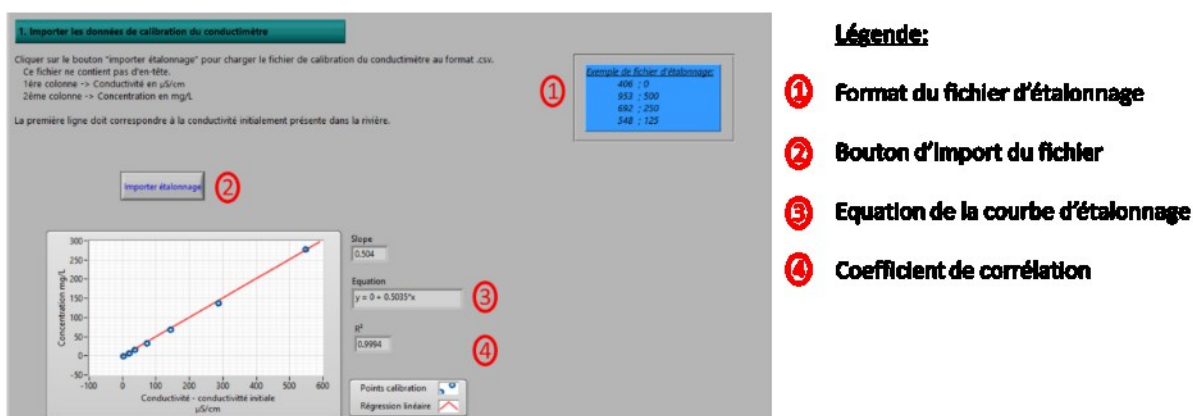 1. Importer les données de calibration du conductimètre
Cliquer sur le bouton "importer étalonnage" pour charger le fichier de calibration du conductimètre au format .csv.
Ce fichier ne contient pas d'en-tête.
1ére colonne -> Conductivité en µS/cm
2éme colonne -> Concentration en mg/L
La première ligne doit correspondre à la conductivité initialement présente dans la rivière.
1
Exemple de fichier d'étalonnage:
406 ; 0
953 ; 500
692 ; 250
548 ; 125
Importer étalonnage
2
Concentration mg/L
300
250
200
150
100
50
0
-50
-100 0 100 200 300 400 500 600
Conductivité - conductivitté initiale
µS/cm
Slope
0.504
Equation
y = 0 + 0.5035*x
3
R²
0.9994
4
Points calibration
Régression linéaire
Légende:
1 Format du fichier d'étalonnage
2 Bouton d'import du fichier
3 Equation de la courbe d'étalonnage
4 Coefficient de corrélation